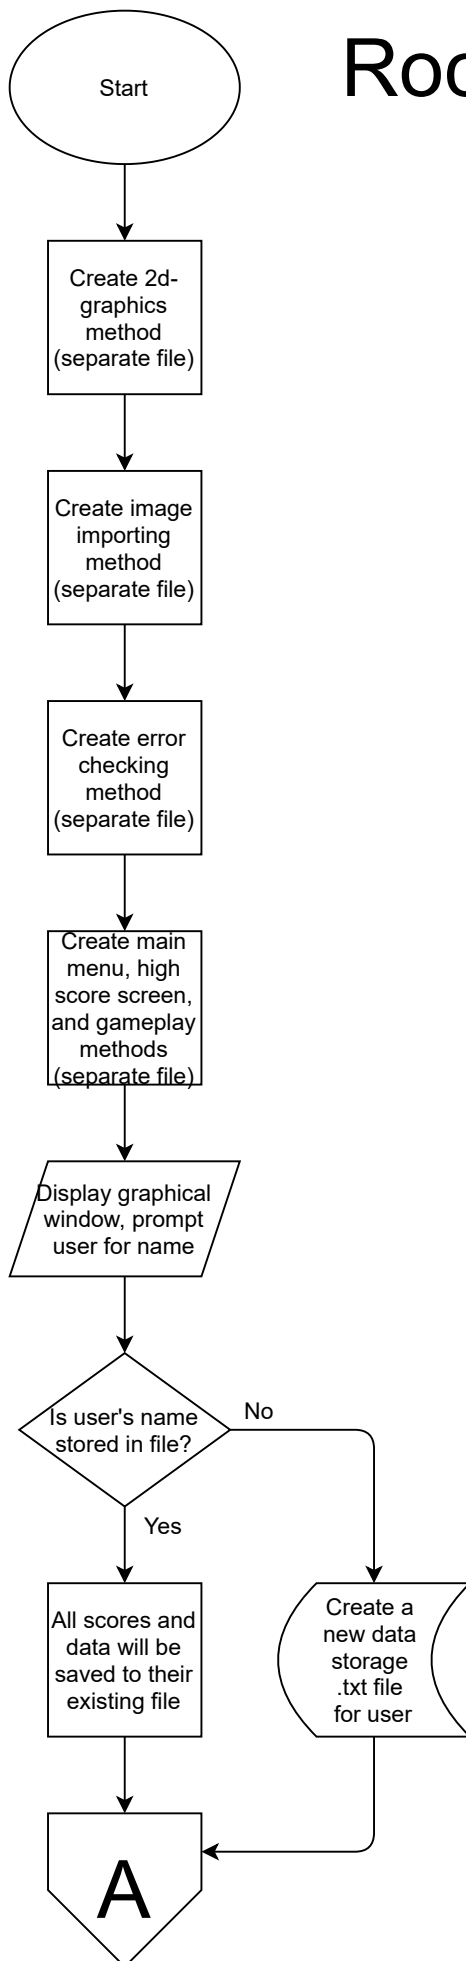 Start
Create 2d-
graphics
method
(separate file)
Create image
importing
method
(separate file)
Create error
checking
method
(separate file)
Create main
menu, high
score screen,
and gameplay
methods
(separate file)
Display graphical
window, prompt
user for name
Is user's name
stored in file?
No
Yes
All scores and
data will be
saved to their
existing file
Create a
new data
storage
.txt file
for user
A